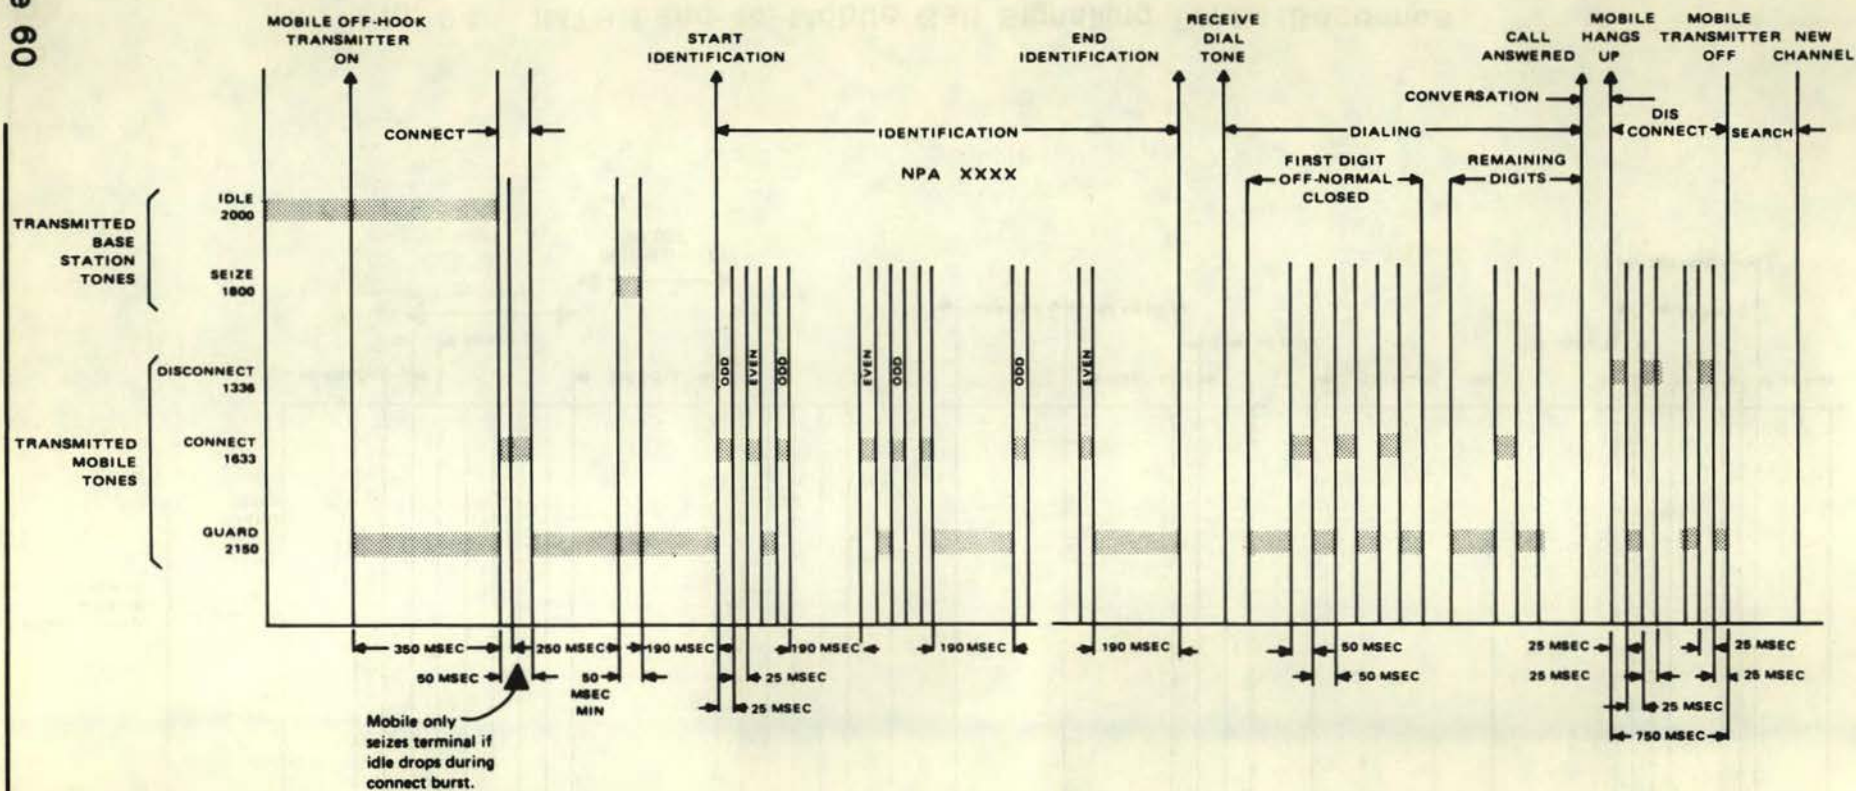 e 60
MOBILE OFF-HOOK
TRANSMITTER
ON
START
IDENTIFICATION
END
IDENTIFICATION
RECEIVE
DIAL
TONE
CALL
ANSWERED
MOBILE
HANGS
UP
MOBILE
TRANSMITTER
OFF
NEW
CHANNEL
CONNECT
IDENTIFICATION
NPA XXXX
CONVERSATION
DIALING
DIS
CONNECT
SEARCH
FIRST DIGIT
OFF-NORMAL
CLOSED
REMAINING
DIGITS
TRANSMITTED
BASE
STATION
TONES
IDLE
2000
SEIZE
1800
TRANSMITTED
MOBILE
TONES
DISCONNECT
1336
ODD
EVEN
ODD
EVEN
ODD
ODD
EVEN
CONNECT
1633
GUARD
2150
350 MSEC
250 MSEC
190 MSEC
190 MSEC
190 MSEC
190 MSEC
50 MSEC
25 MSEC
25 MSEC
50 MSEC
50
MSEC
MIN
25 MSEC
50 MSEC
25 MSEC
25 MSEC
25 MSEC
25 MSEC
750 MSEC
Mobile only
seizes terminal if
idle drops during
connect burst.